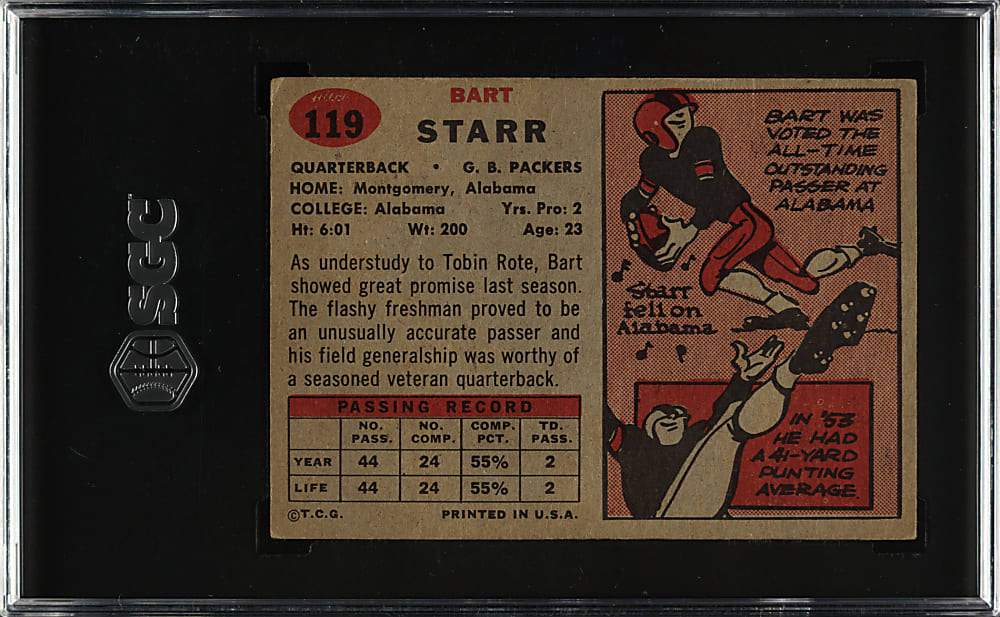 SGC
119
BART
STARR
QUARTERBACK • G. B. PACKERS
HOME: Montgomery, Alabama
COLLEGE: Alabama Yrs. Pro: 2
Ht: 6:01 Wt: 200 Age: 23
As understudy to Tobin Rote, Bart
showed great promise last season.
The flashy freshman proved to be
an unusually accurate passer and
his field generalship was worthy of
a seasoned veteran quarterback.
PASSING RECORD
NO. PASS. NO. COMP. COMP. PCT. TD. PASS.
YEAR 44 24 55% 2
LIFE 44 24 55% 2
©T.C.G. PRINTED IN U.S.A.
BART WAS
VOTED THE
ALL-TIME
OUTSTANDING
PASSER AT
ALABAMA
Starr
fell on
Alabama
IN '53
HE HAD
A 41-YARD
PUNTING
AVERAGE.